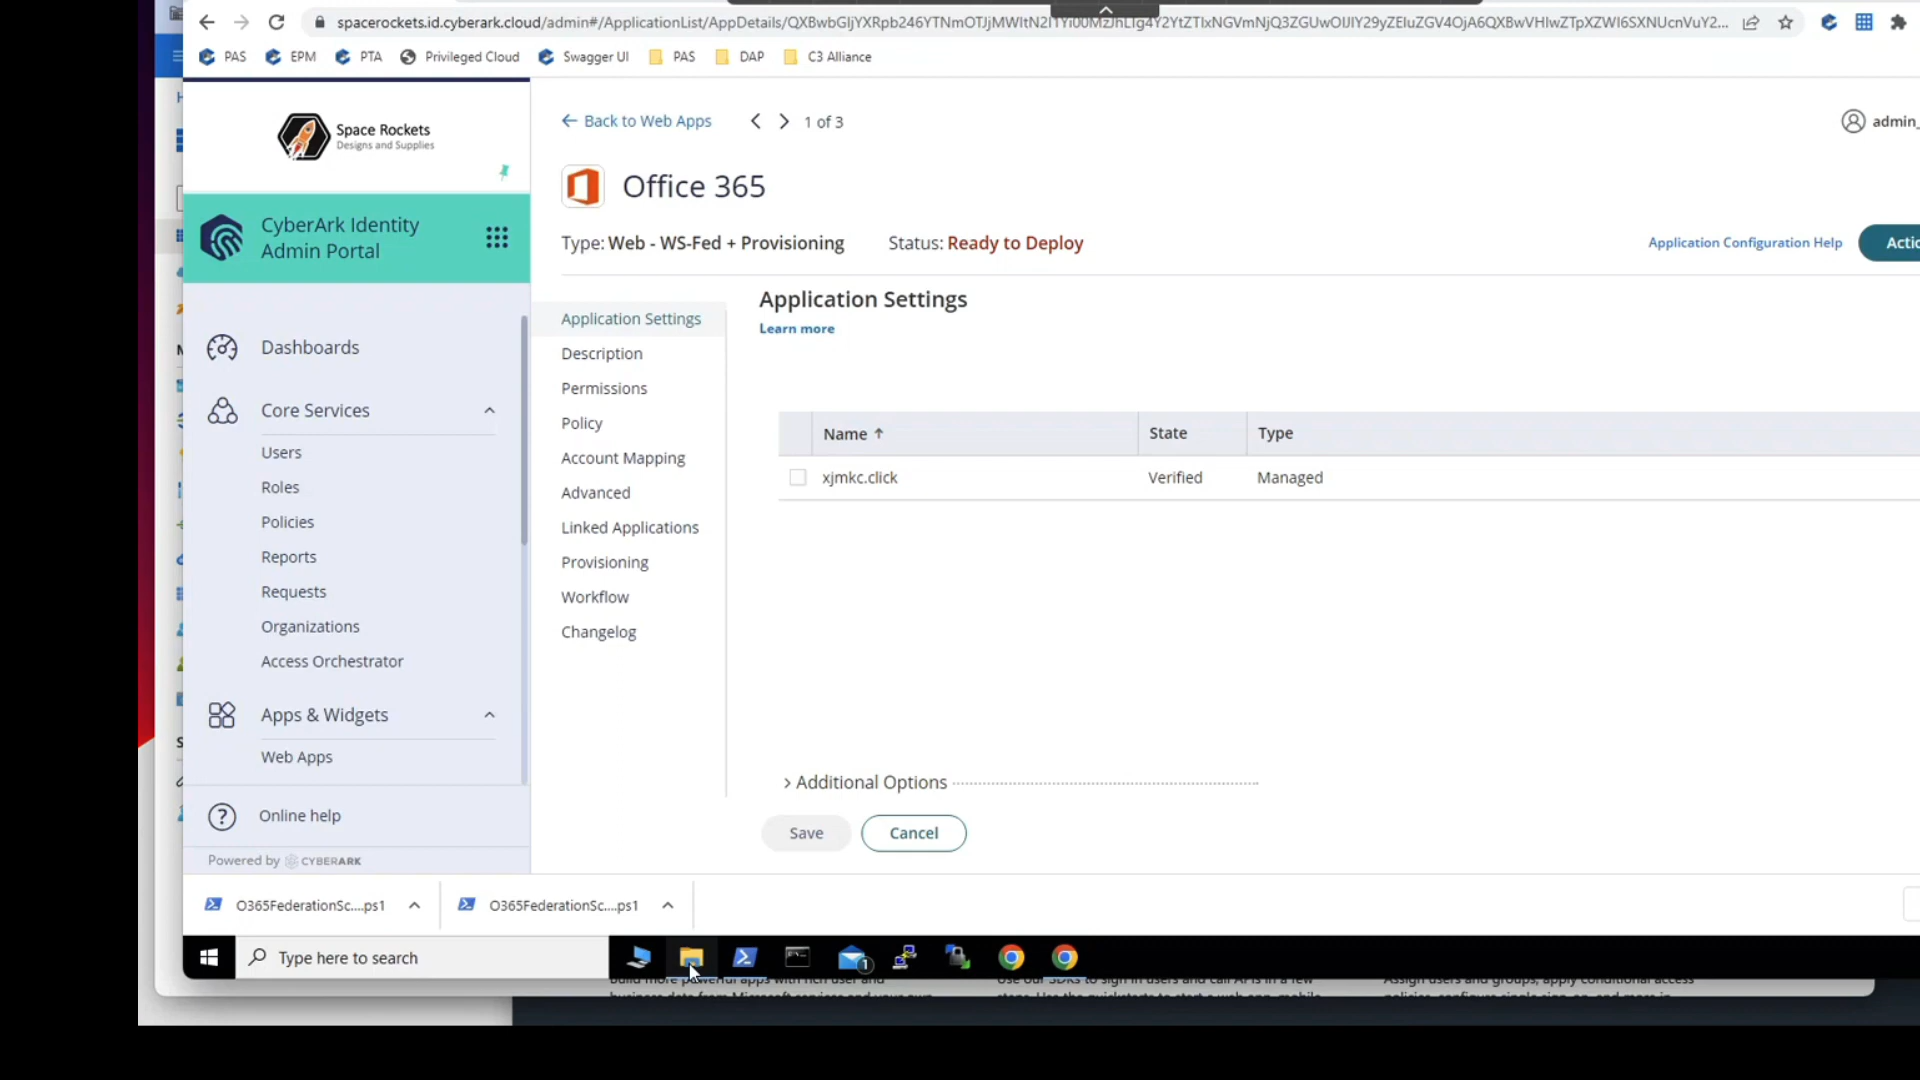 spacerockets.id.cyberark.cloud/admin#/ApplicationList/AppDetails/
PAS
EPM
PTA
Privileged Cloud
Swagger UI
PAS
DAP
C3 Alliance
Space Rockets
Designs and Supplies
Back to Web Apps
1 of 3
admin_
Office 365
CyberArk Identity
Admin Portal
Type: Web - WS-Fed + Provisioning
Status: Ready to Deploy
Application Configuration Help
Actio
Application Settings
Description
Permissions
Policy
Account Mapping
Advanced
Linked Applications
Provisioning
Workflow
Changelog
Application Settings
Learn more
Name
State
Type
xjmkc.click
Verified
Managed
Dashboards
Core Services
Users
Roles
Policies
Reports
Requests
Organizations
Access Orchestrator
Apps & Widgets
Web Apps
Additional Options
Save
Cancel
Online help
Powered by CYBERARK
O365FederationSc....ps1
O365FederationSc....ps1
Type here to search
1